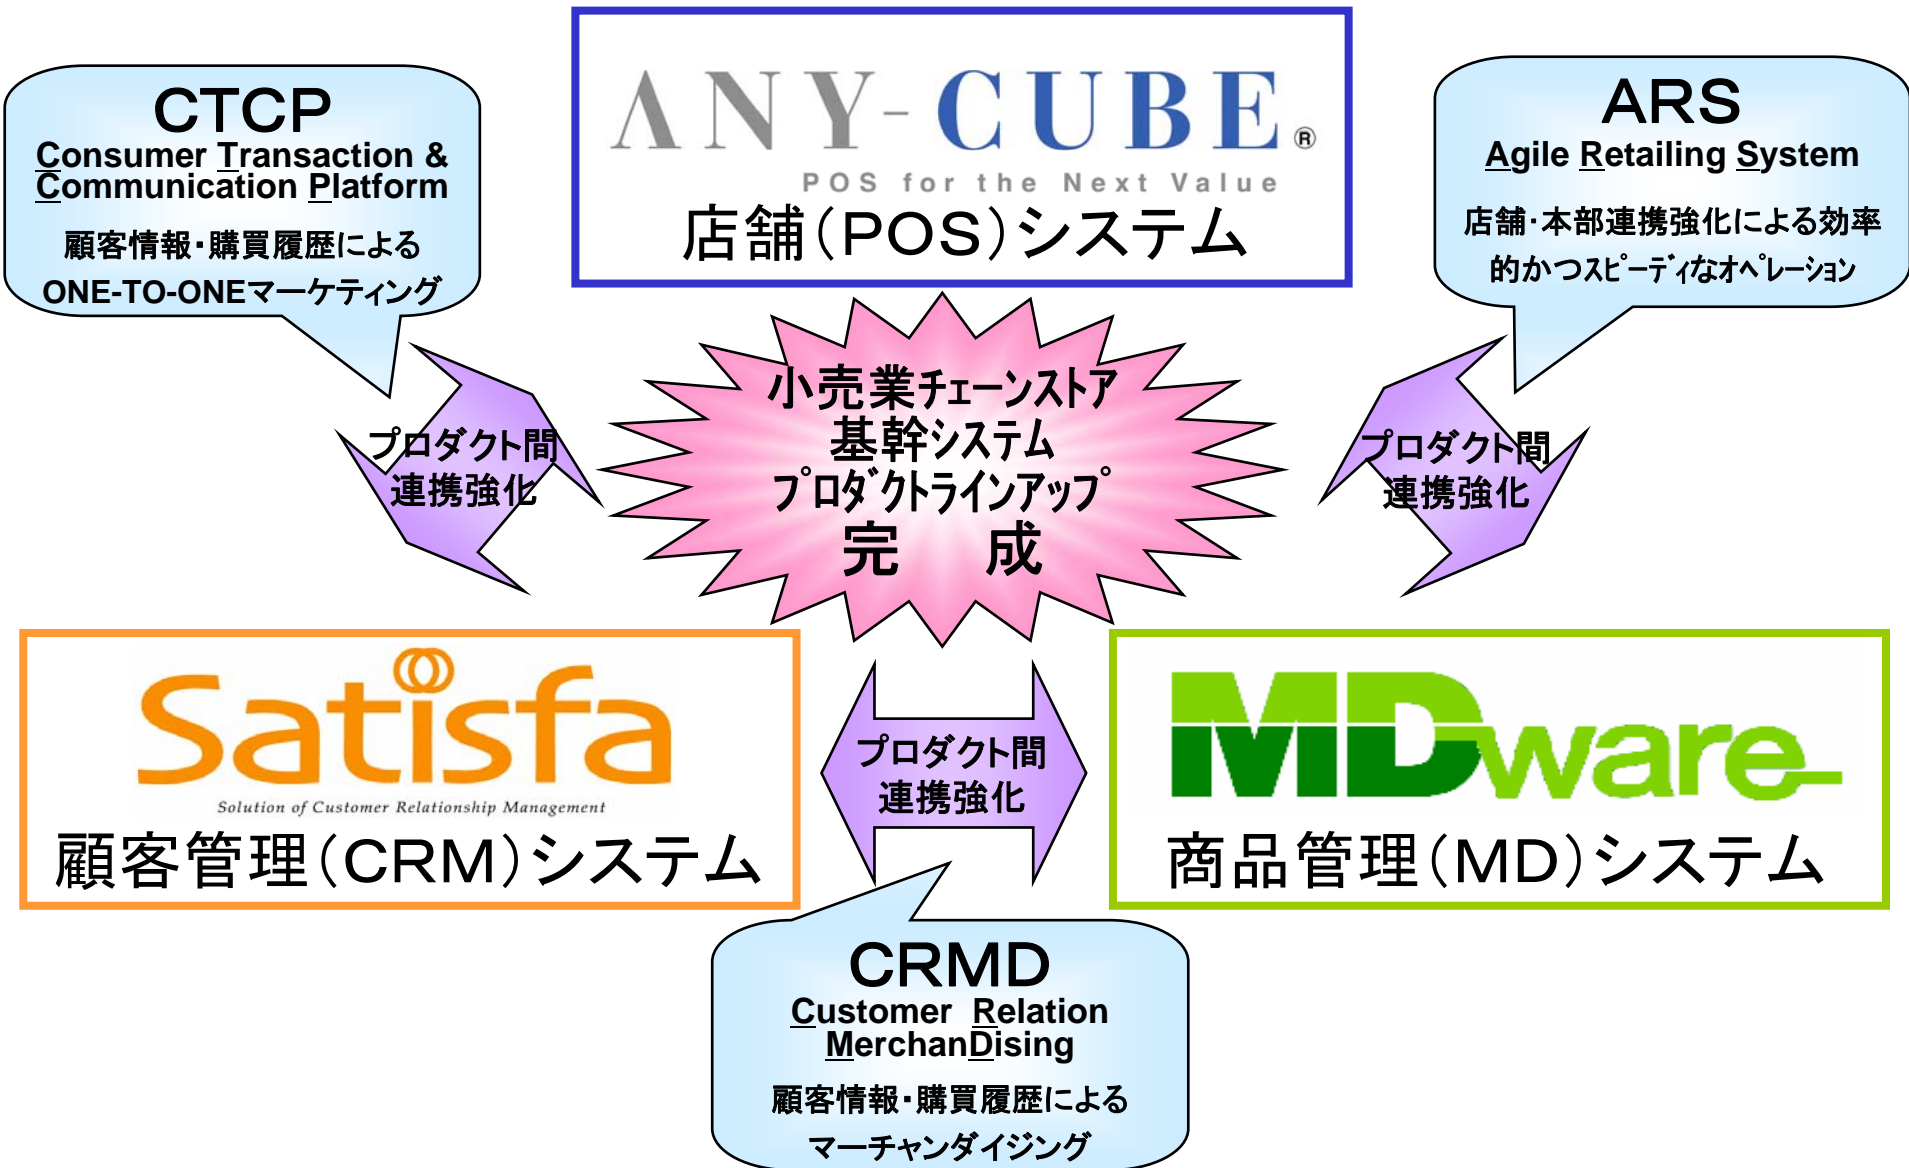 ANY-CUBE®
POS for the Next Value
店舗(POS)システム
CTCP
Consumer Transaction &
Communication Platform
顧客情報・購買履歴による
ONE-TO-ONEマーケティング
ARS
Agile Retailing System
店舗・本部連携強化による効率
的かつスピーディなオペレーション
小売業チェーンストア
基幹システム
プロダクトラインアップ
完　成
プロダクト間
連携強化
プロダクト間
連携強化
Satisfa
Solution of Customer Relationship Management
顧客管理(CRM)システム
プロダクト間
連携強化
MDware
商品管理(MD)システム
CRMD
Customer Relation
MerchanDising
顧客情報・購買履歴による
マーチャンダイジング